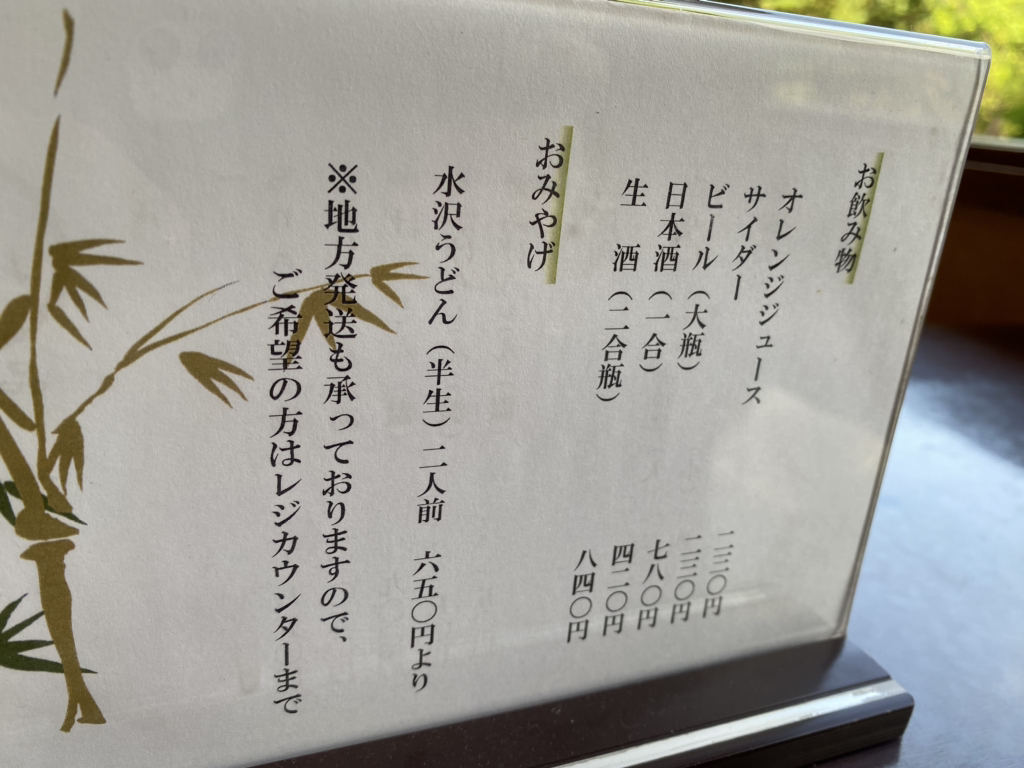 お飲み物
オレンジジュース 二三〇円
サイダー 二三〇円
ビール（大瓶） 七八〇円
日本酒（一合） 四二〇円
生酒（二合瓶） 八四〇円
おみやげ
水沢うどん（半生）二人前 六五〇円より
※地方発送も承っておりますので、
ご希望の方はレジカウンターまで